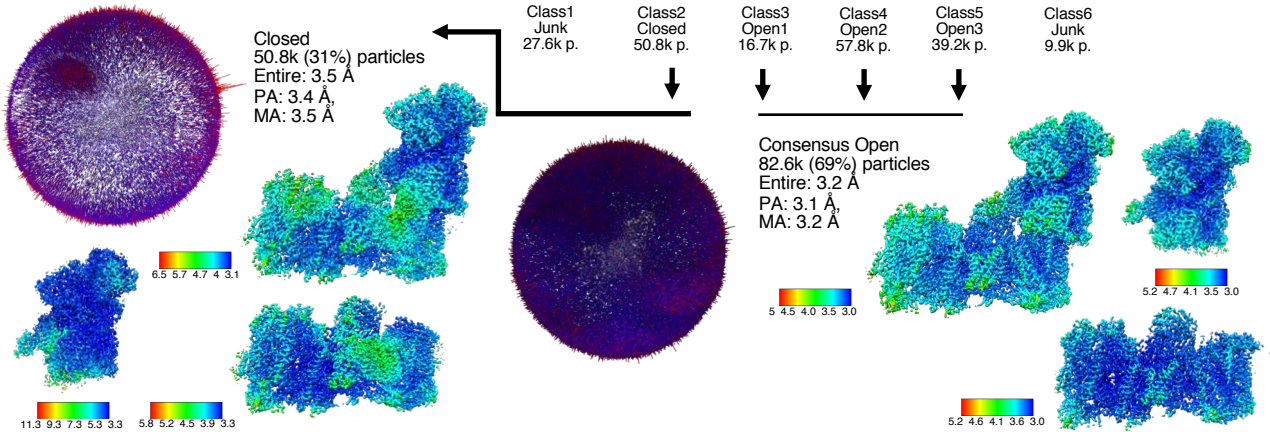 Class1
Junk
27.6k p.
Class2
Closed
50.8k p.
Class3
Open1
16.7k p.
Class4
Open2
57.8k p.
Class5
Open3
39.2k p.
Class6
Junk
9.9k p.
Closed
50.8k (31%) particles
Entire: 3.5 Å
PA: 3.4 Å,
MA: 3.5 Å
Consensus Open
82.6k (69%) particles
Entire: 3.2 Å
PA: 3.1 Å,
MA: 3.2 Å
6.5 5.7 4.7 4 3.1
5.2 4.7 4.1 3.5 3.0
5 4.5 4.0 3.5 3.0
11.3 9.3 7.3 5.3 3.3
5.8 5.2 4.5 3.9 3.3
5.2 4.6 4.1 3.6 3.0